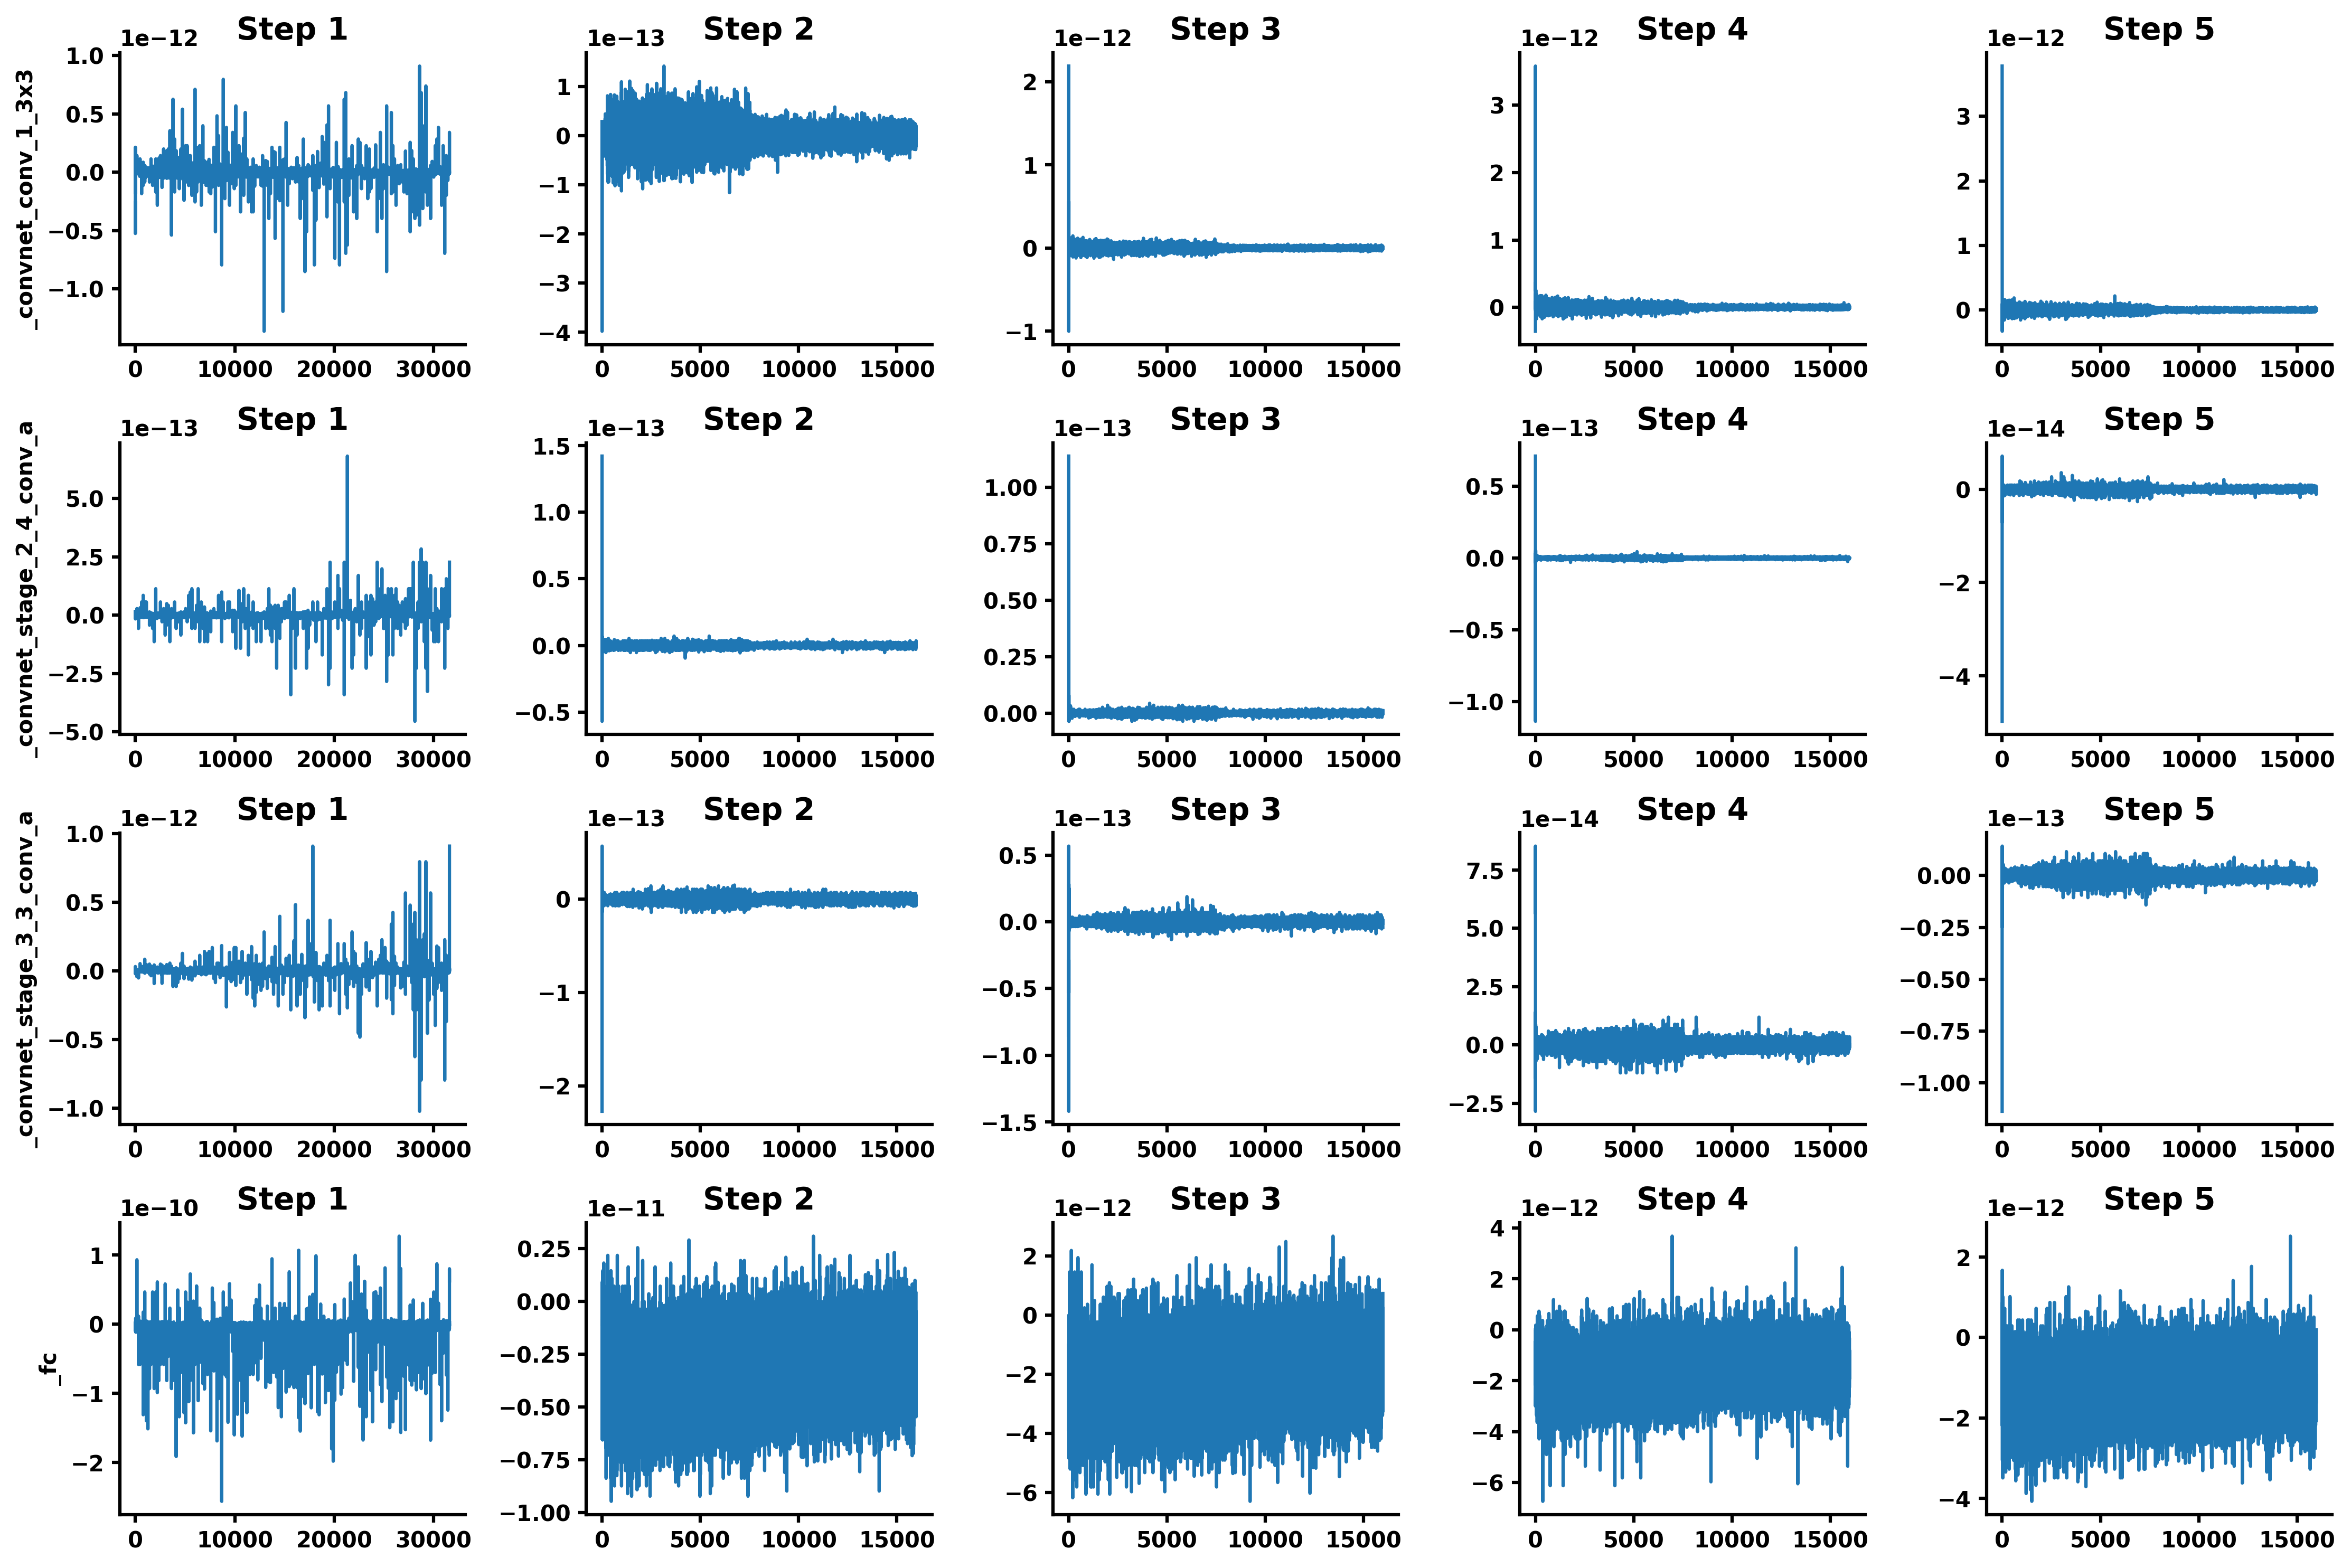 Step 1 Step 2 Step 3 Step 4 Step 5
1e−12 1e−13 1e−12 1e−12 1e−12
_convnet_conv_1_3x3
1.0 0.5 0.0 −0.5 −1.0
1 0 −1 −2 −3 −4
2 1 0 −1
3 2 1 0
3 2 1 0
0 10000 20000 30000 0 5000 10000 15000 0 5000 10000 15000 0 5000 10000 15000 0 5000 10000 15000
Step 1 Step 2 Step 3 Step 4 Step 5
1e−13 1e−13 1e−13 1e−13 1e−14
_convnet_stage_2_4_conv_a
5.0 2.5 0.0 −2.5 −5.0
1.5 1.0 0.5 0.0 −0.5
1.00 0.75 0.50 0.25 0.00
0.5 0.0 −0.5 −1.0
0 −2 −4
0 10000 20000 30000 0 5000 10000 15000 0 5000 10000 15000 0 5000 10000 15000 0 5000 10000 15000
Step 1 Step 2 Step 3 Step 4 Step 5
1e−12 1e−13 1e−13 1e−14 1e−13
_convnet_stage_3_3_conv_a
1.0 0.5 0.0 −0.5 −1.0
0 −1 −2
0.5 0.0 −0.5 −1.0 −1.5
7.5 5.0 2.5 0.0 −2.5
0.00 −0.25 −0.50 −0.75 −1.00
0 10000 20000 30000 0 5000 10000 15000 0 5000 10000 15000 0 5000 10000 15000 0 5000 10000 15000
Step 1 Step 2 Step 3 Step 4 Step 5
1e−10 1e−11 1e−12 1e−12 1e−12
_fc
1 0 −1 −2
0.25 0.00 −0.25 −0.50 −0.75 −1.00
2 0 −2 −4 −6
4 2 0 −2 −4 −6
2 0 −2 −4
0 10000 20000 30000 0 5000 10000 15000 0 5000 10000 15000 0 5000 10000 15000 0 5000 10000 15000